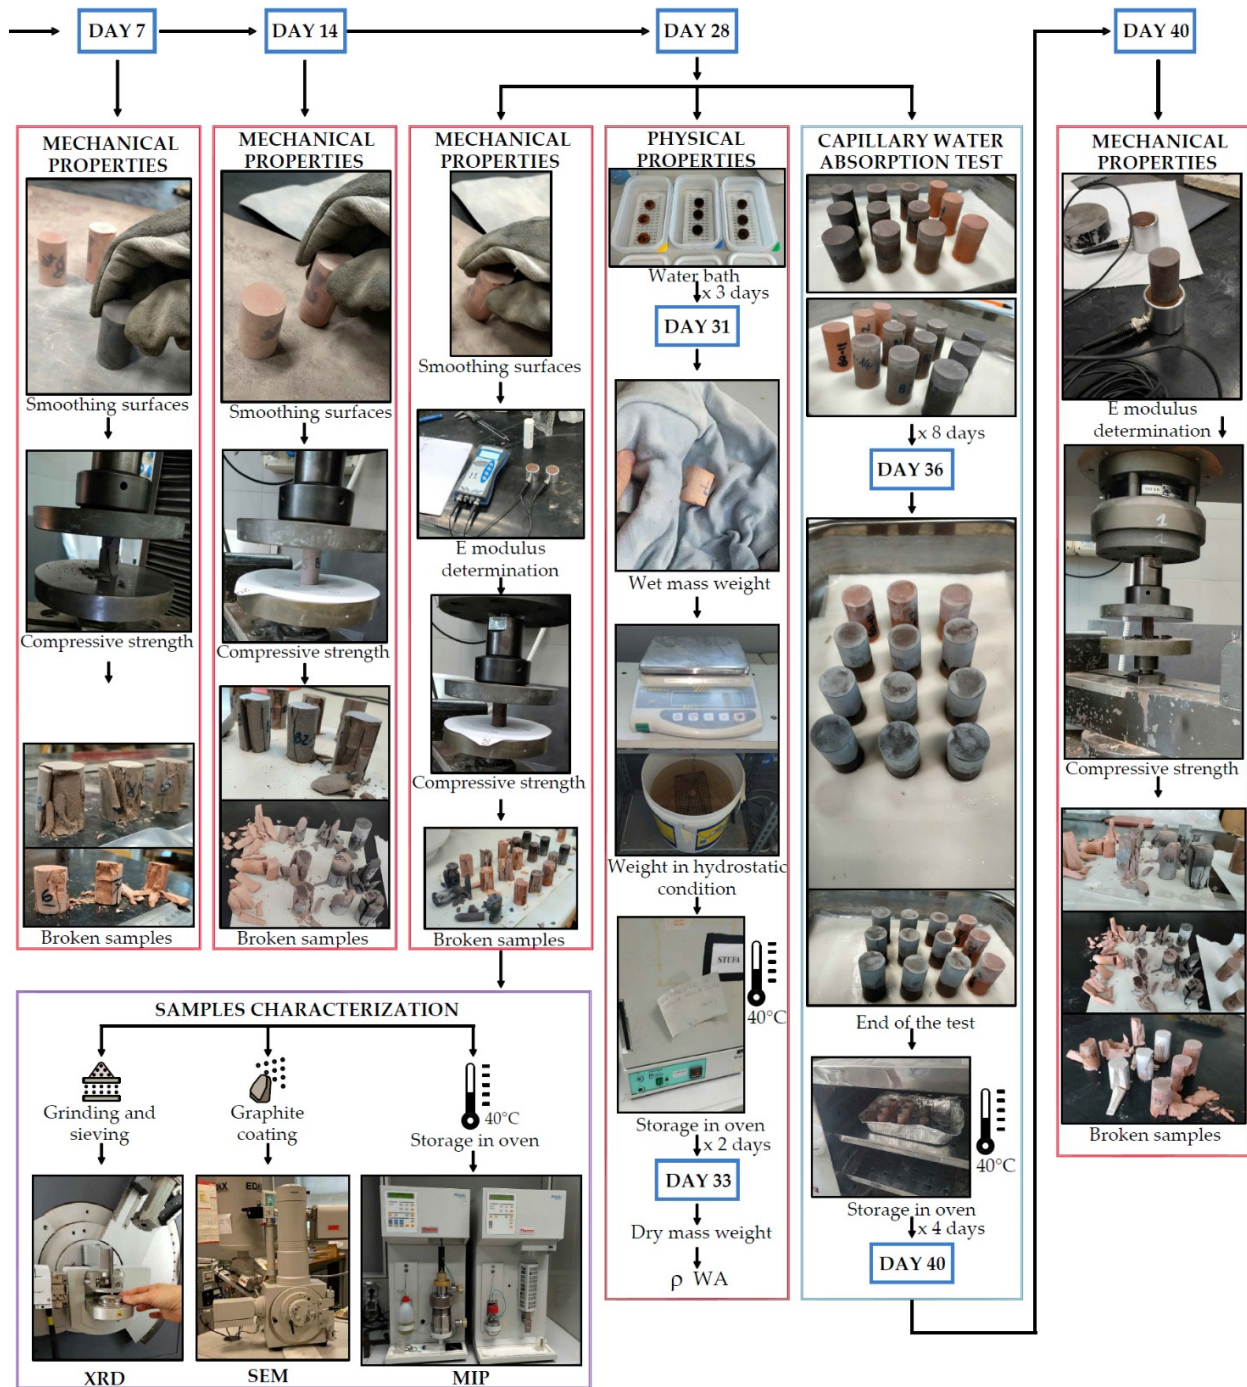 DAY 7
DAY 14
DAY 28
DAY 40
MECHANICAL
PROPERTIES
Smoothing surfaces
Compressive strength
Broken samples
MECHANICAL
PROPERTIES
Smoothing surfaces
Compressive strength
B2
Broken samples
MECHANICAL
PROPERTIES
Smoothing surfaces
E modulus
determination
Compressive strength
Broken samples
SAMPLES CHARACTERIZATION
Grinding and
sieving
XRD
Graphite
coating
SEM
40°C
Storage in oven
MIP
PHYSICAL
PROPERTIES
Water bath
x 3 days
DAY 31
Wet mass weight
Weight in hydrostatic
condition
STUFA
40°C
Storage in oven
x 2 days
DAY 33
Dry mass weight
ρ WA
CAPILLARY WATER
ABSORPTION TEST
x 8 days
DAY 36
End of the test
40°C
Storage in oven
x 4 days
DAY 40
MECHANICAL
PROPERTIES
E modulus
determination
Compressive strength
Broken samples